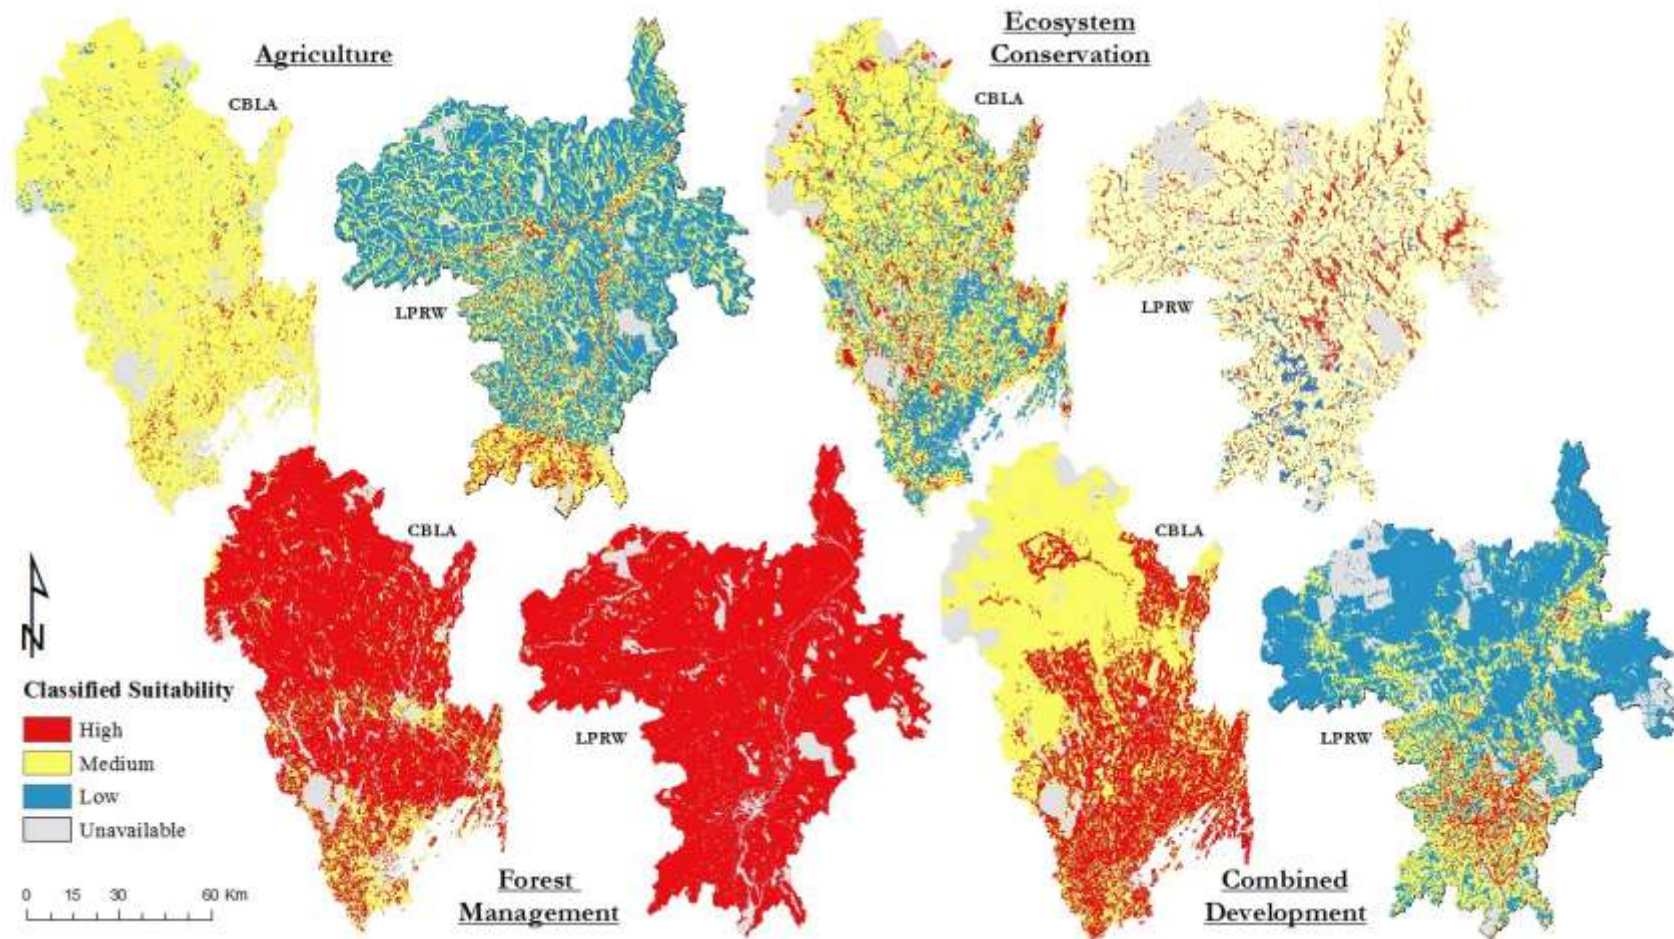 Agriculture
CBLA
LPRW
Ecosystem
Conservation
CBLA
LPRW
N
Classified Suitability
High
Medium
Low
Unavailable
0 15 30 60 Km
CBLA
LPRW
Forest
Management
CBLA
LPRW
Combined
Development